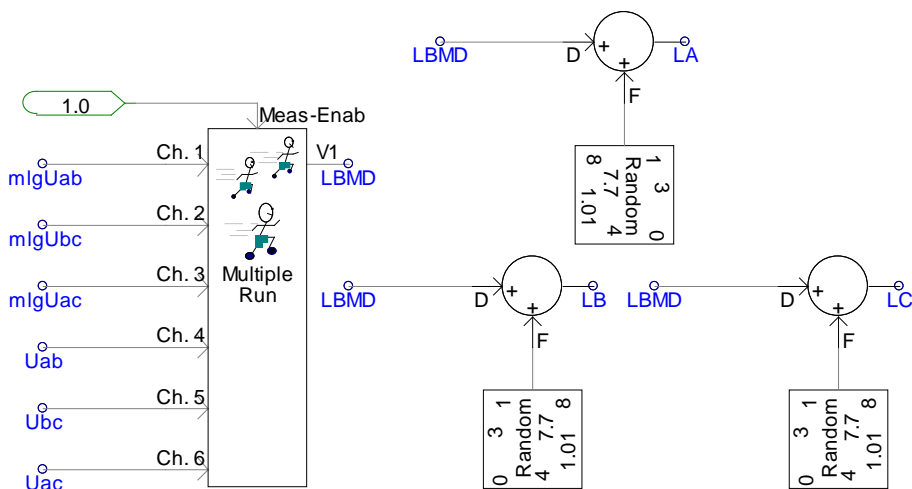 LBMD
D
+
+
LA
F
1.0
Meas-Enab
mIgUab
Ch. 1
V1
LBMD
1 3 0
Random
7.7 4
8 1.01
mIgUbc
Ch. 2
mIgUac
Ch. 3
Multiple
Run
LBMD
D
+
+
LB
F
LBMD
D
+
+
LC
F
Uab
Ch. 4
Ubc
Ch. 5
Uac
Ch. 6
0 3 1
Random
4 7.7
1.01 8
0 3 1
Random
4 7.7
1.01 8